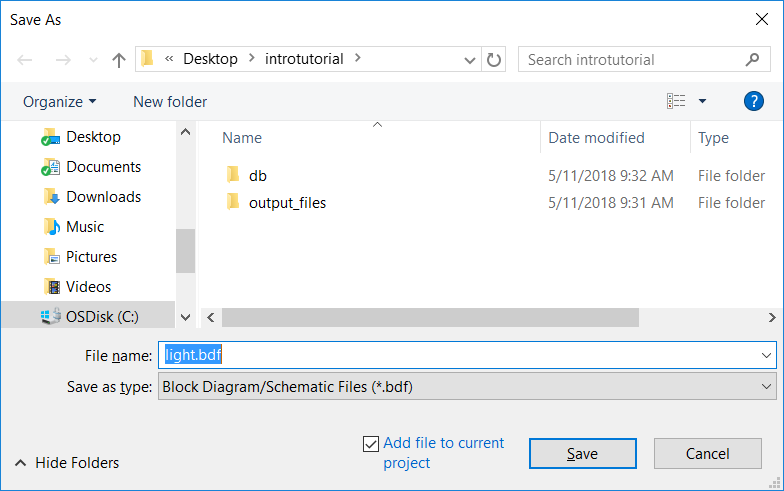 Save As
« Desktop > introtutorial >
Search introtutorial
Organize
New folder
?
Name
Date modified
Type
Desktop
Documents
Downloads
Music
Pictures
Videos
OSDisk (C:)
db
5/11/2018 9:32 AM
File folder
output_files
5/11/2018 9:31 AM
File folder
File name:
light.bdf
Save as type:
Block Diagram/Schematic Files (*.bdf)
Add file to current
project
Save
Cancel
Hide Folders